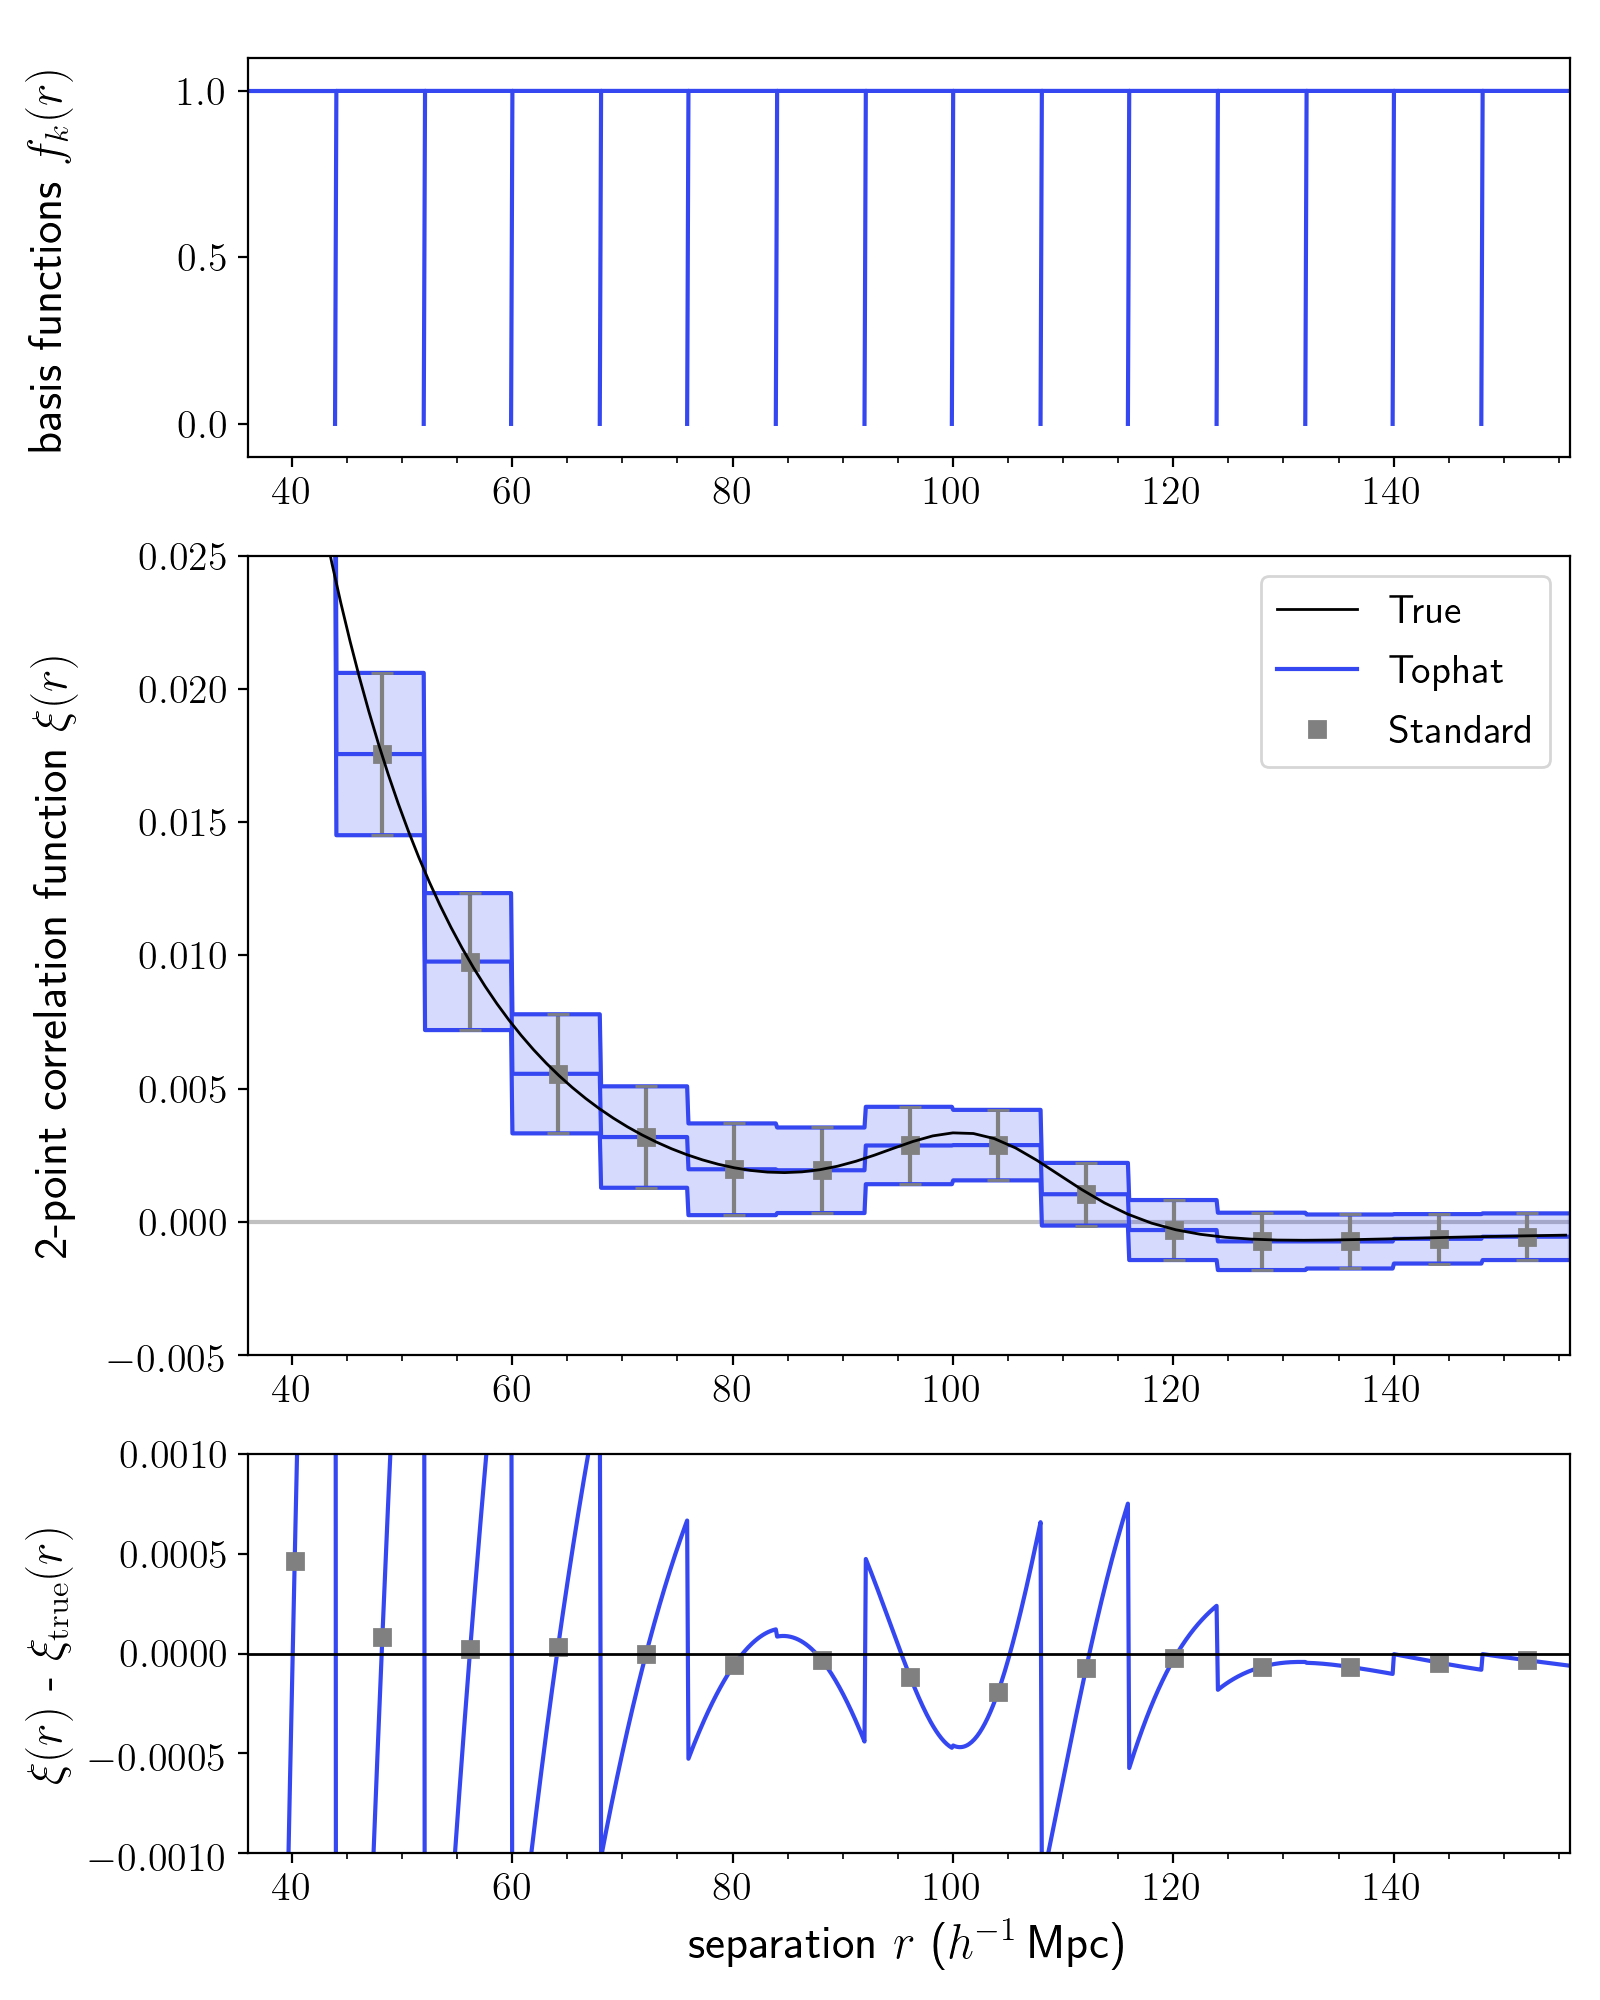 basis functions f_k(r)
1.0
0.5
0.0
40 60 80 100 120 140
2-point correlation function ξ(r)
0.025
0.020
0.015
0.010
0.005
0.000
−0.005
True
Tophat
Standard
40 60 80 100 120 140
ξ(r) - ξ_true(r)
0.0010
0.0005
0.0000
−0.0005
−0.0010
40 60 80 100 120 140
separation r (h⁻¹ Mpc)